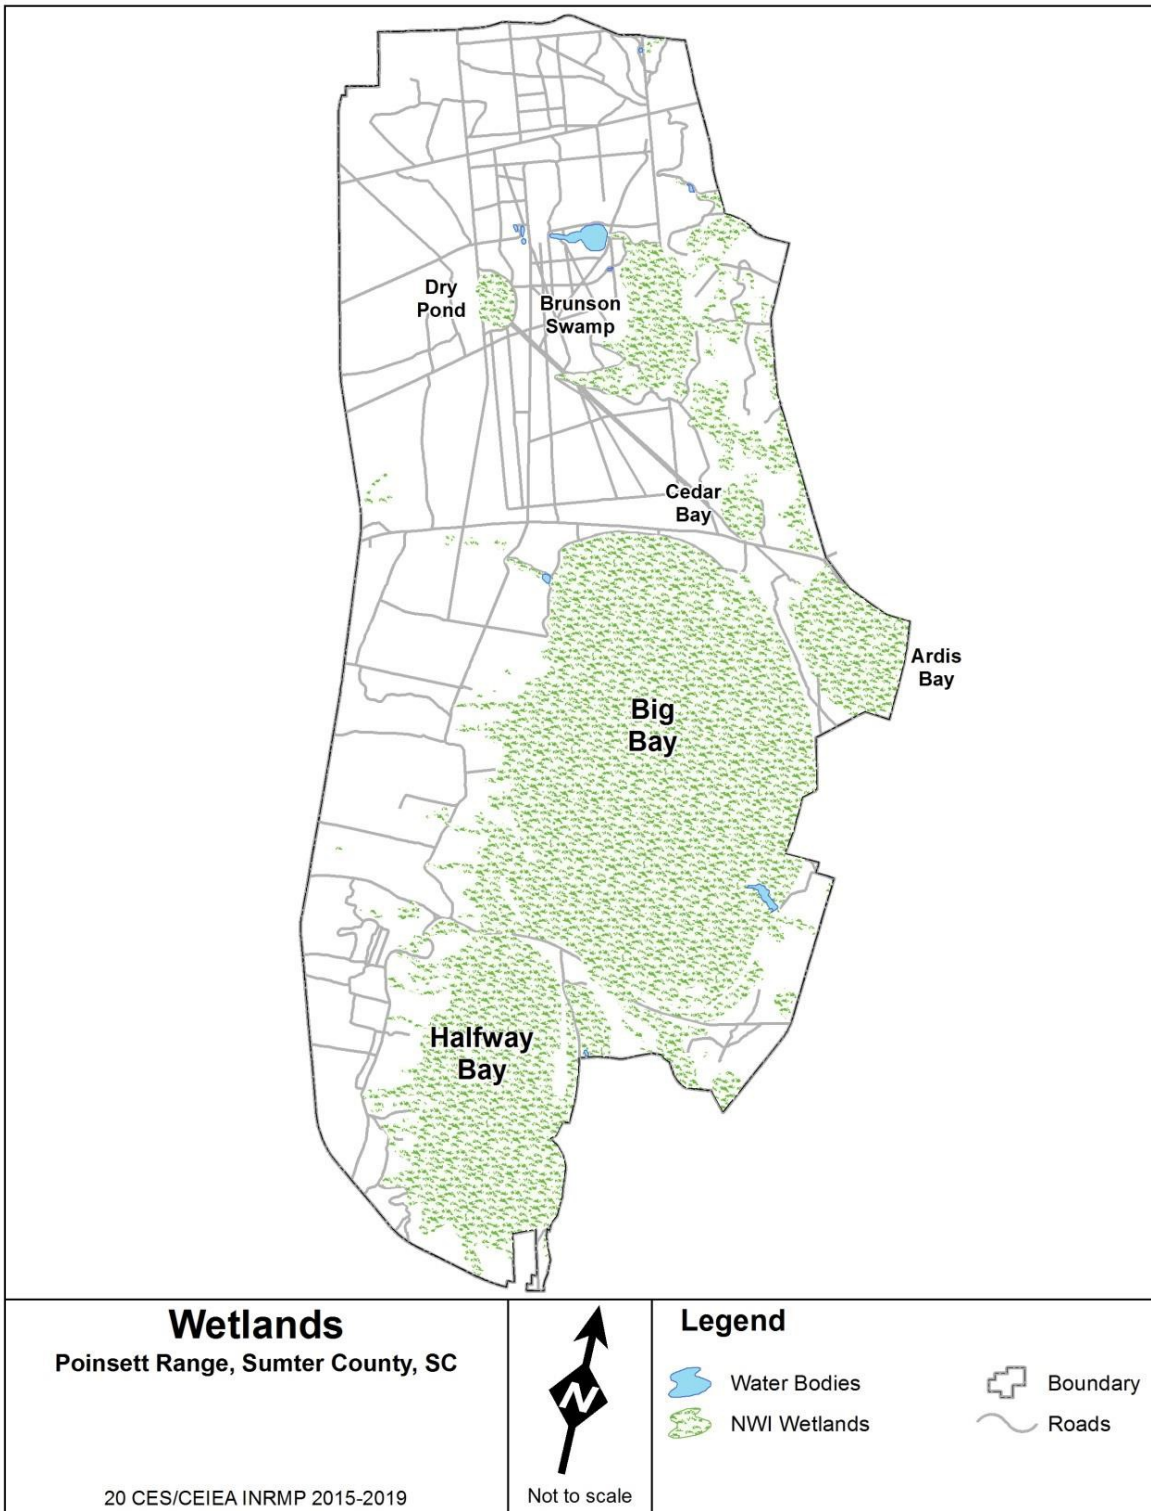 Dry
Pond
Brunson
Swamp
Cedar
Bay
Ardis
Bay
Big
Bay
Halfway
Bay
Wetlands
Poinsett Range, Sumter County, SC
20 CES/CEIEA INRMP 2015-2019
N
Not to scale
Legend
Water Bodies
NWI Wetlands
Boundary
Roads